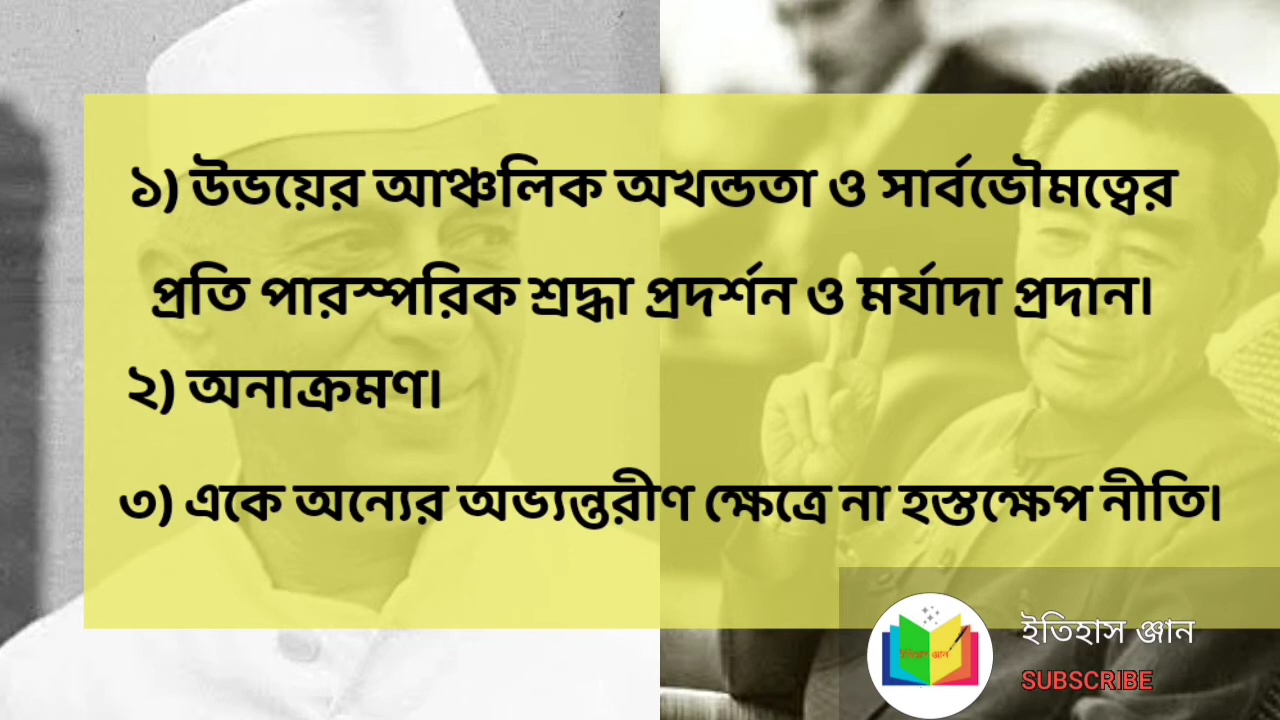 ১) উভয়ের আঞ্চলিক অখন্ডতা ও সার্বভৌমত্বের
প্রতি পারস্পরিক শ্রদ্ধা প্রদর্শন ও মর্যাদা প্রদান।
২) অনাক্রমণ।
৩) একে অন্যের অভ্যন্তরীণ ক্ষেত্রে না হস্তক্ষেপ নীতি।
ইতিহাস ঞ্জান
ইতিহাস ঞ্জান
SUBSCRIBE